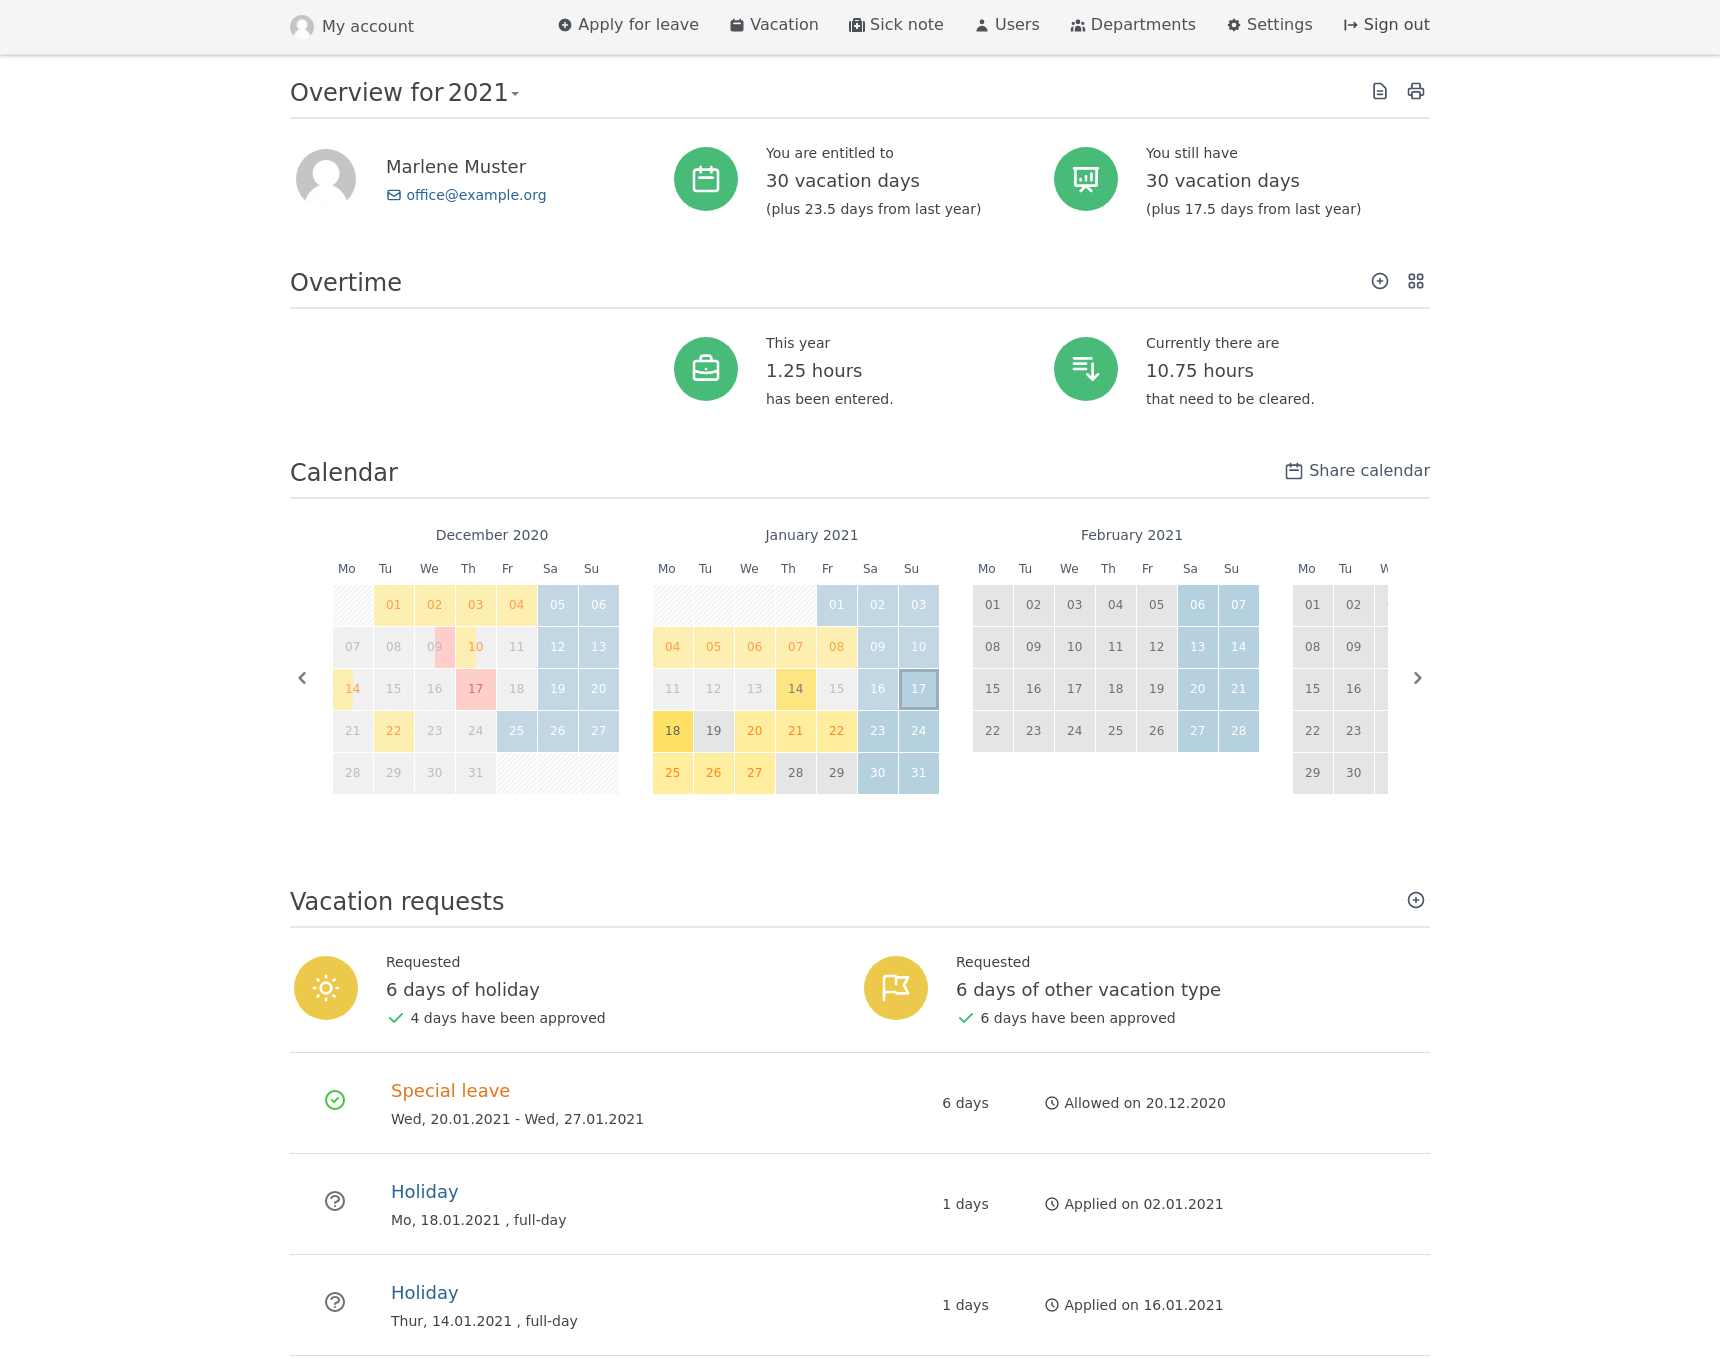 My account Apply for leave Vacation Sick note Users Departments Settings Sign out
Overview for 2021
Marlene Muster
office@example.org
You are entitled to
30 vacation days
(plus 23.5 days from last year)
You still have
30 vacation days
(plus 17.5 days from last year)
Overtime
This year
1.25 hours
has been entered.
Currently there are
10.75 hours
that need to be cleared.
Calendar Share calendar
December 2020
Mo Tu We Th Fr Sa Su
01 02 03 04 05 06
07 08 09 10 11 12 13
14 15 16 17 18 19 20
21 22 23 24 25 26 27
28 29 30 31
January 2021
Mo Tu We Th Fr Sa Su
01 02 03
04 05 06 07 08 09 10
11 12 13 14 15 16 17
18 19 20 21 22 23 24
25 26 27 28 29 30 31
February 2021
Mo Tu We Th Fr Sa Su
01 02 03 04 05 06 07
08 09 10 11 12 13 14
15 16 17 18 19 20 21
22 23 24 25 26 27 28
Mo Tu
01 02
08 09
15 16
22 23
29 30
Vacation requests
Requested
6 days of holiday
4 days have been approved
Requested
6 days of other vacation type
6 days have been approved
Special leave
Wed, 20.01.2021 - Wed, 27.01.2021
6 days Allowed on 20.12.2020
Holiday
Mo, 18.01.2021 , full-day
1 days Applied on 02.01.2021
Holiday
Thur, 14.01.2021 , full-day
1 days Applied on 16.01.2021